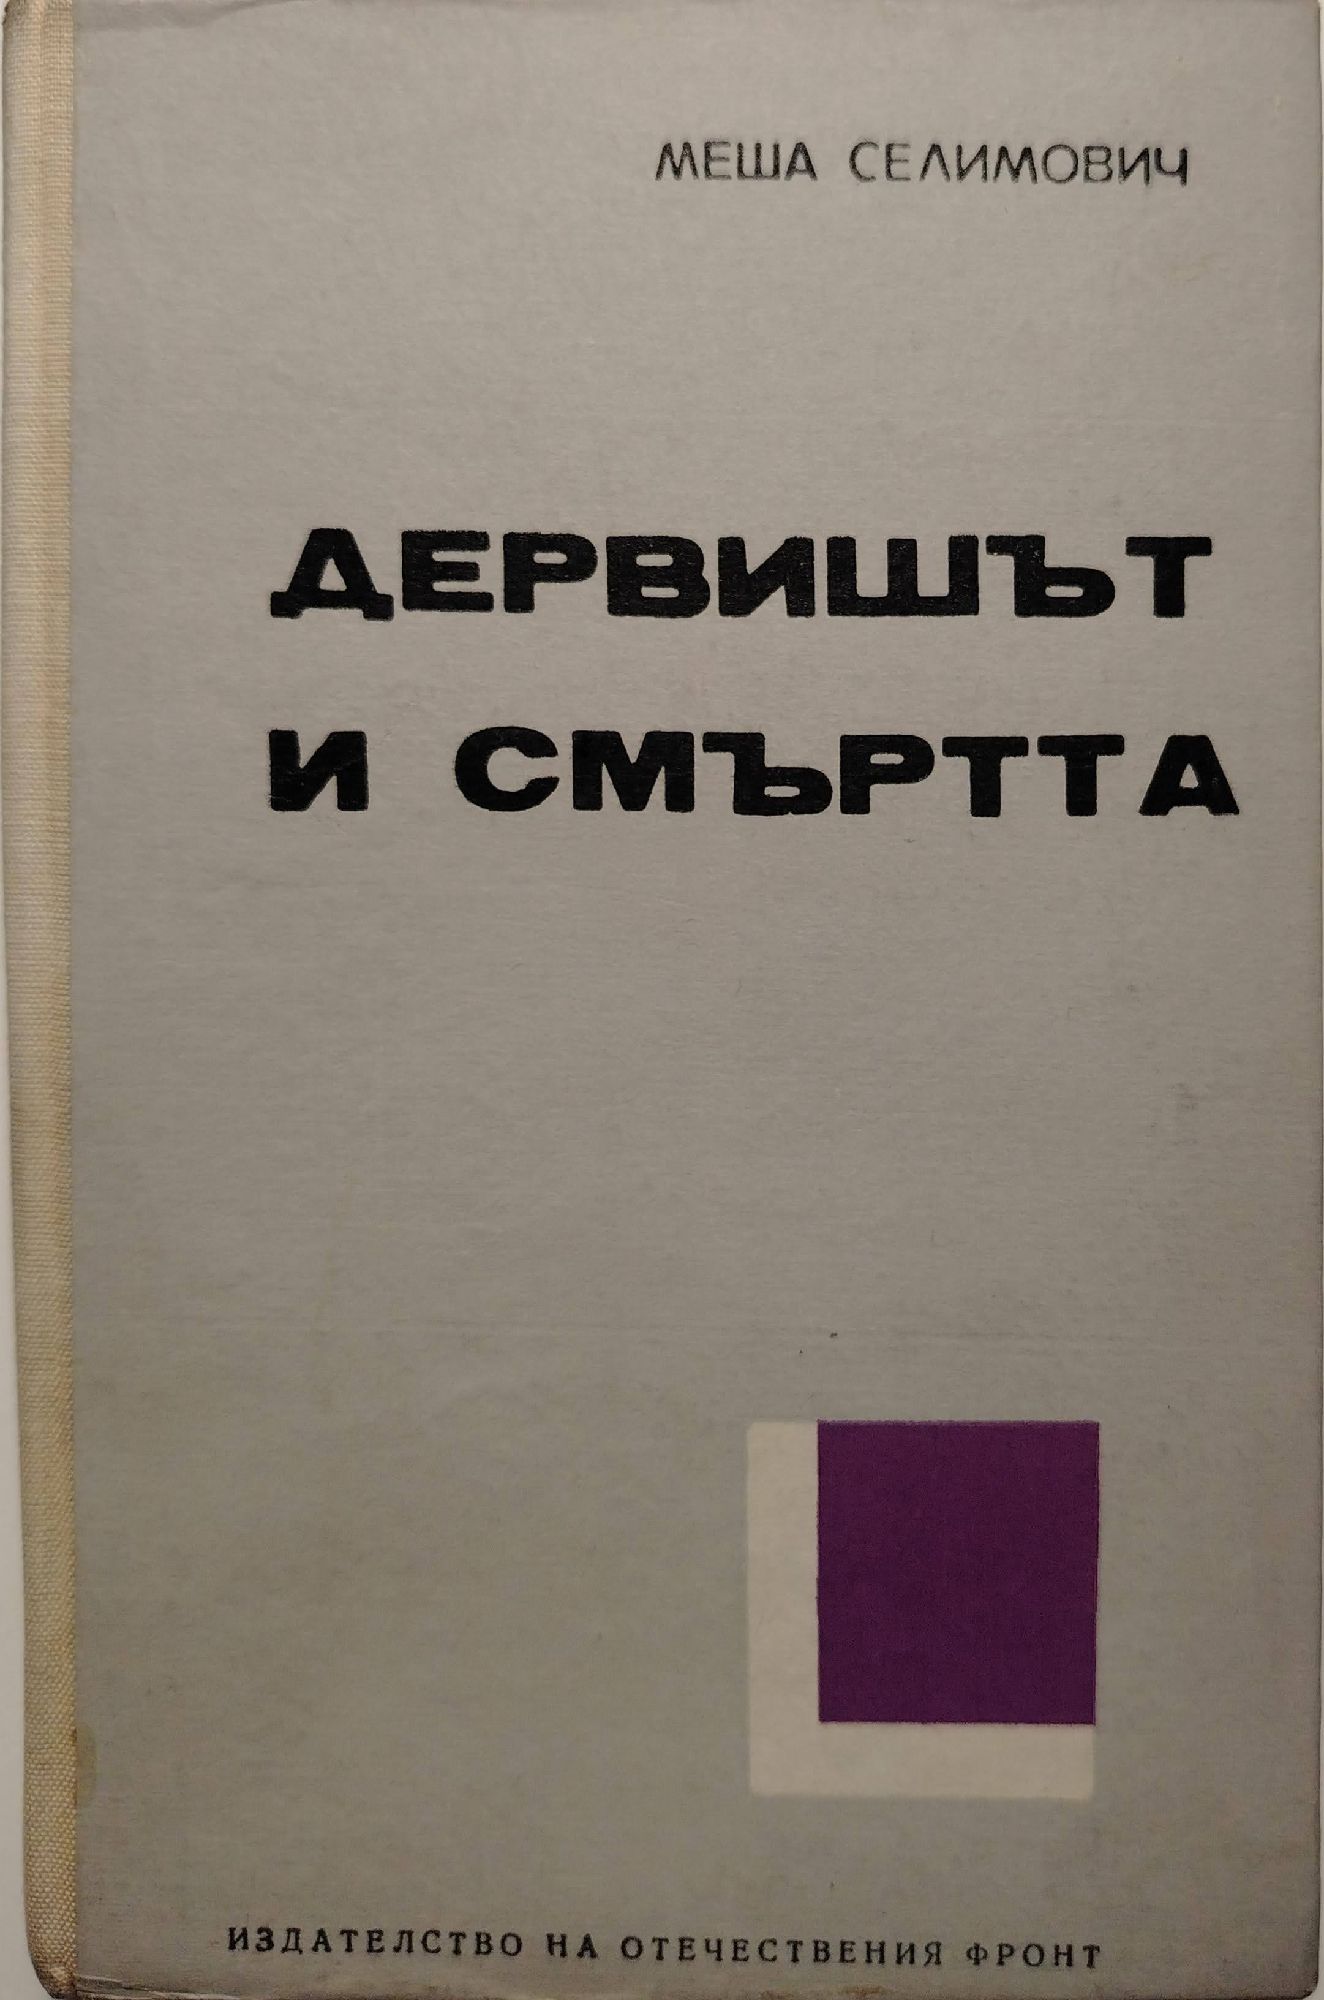 МЕША СЕЛИМОВИЧ
ДЕРВИШЪТ
И СМЪРТТА
ИЗДАТЕЛСТВО НА ОТЕЧЕСТВЕНИЯ ФРОНТ